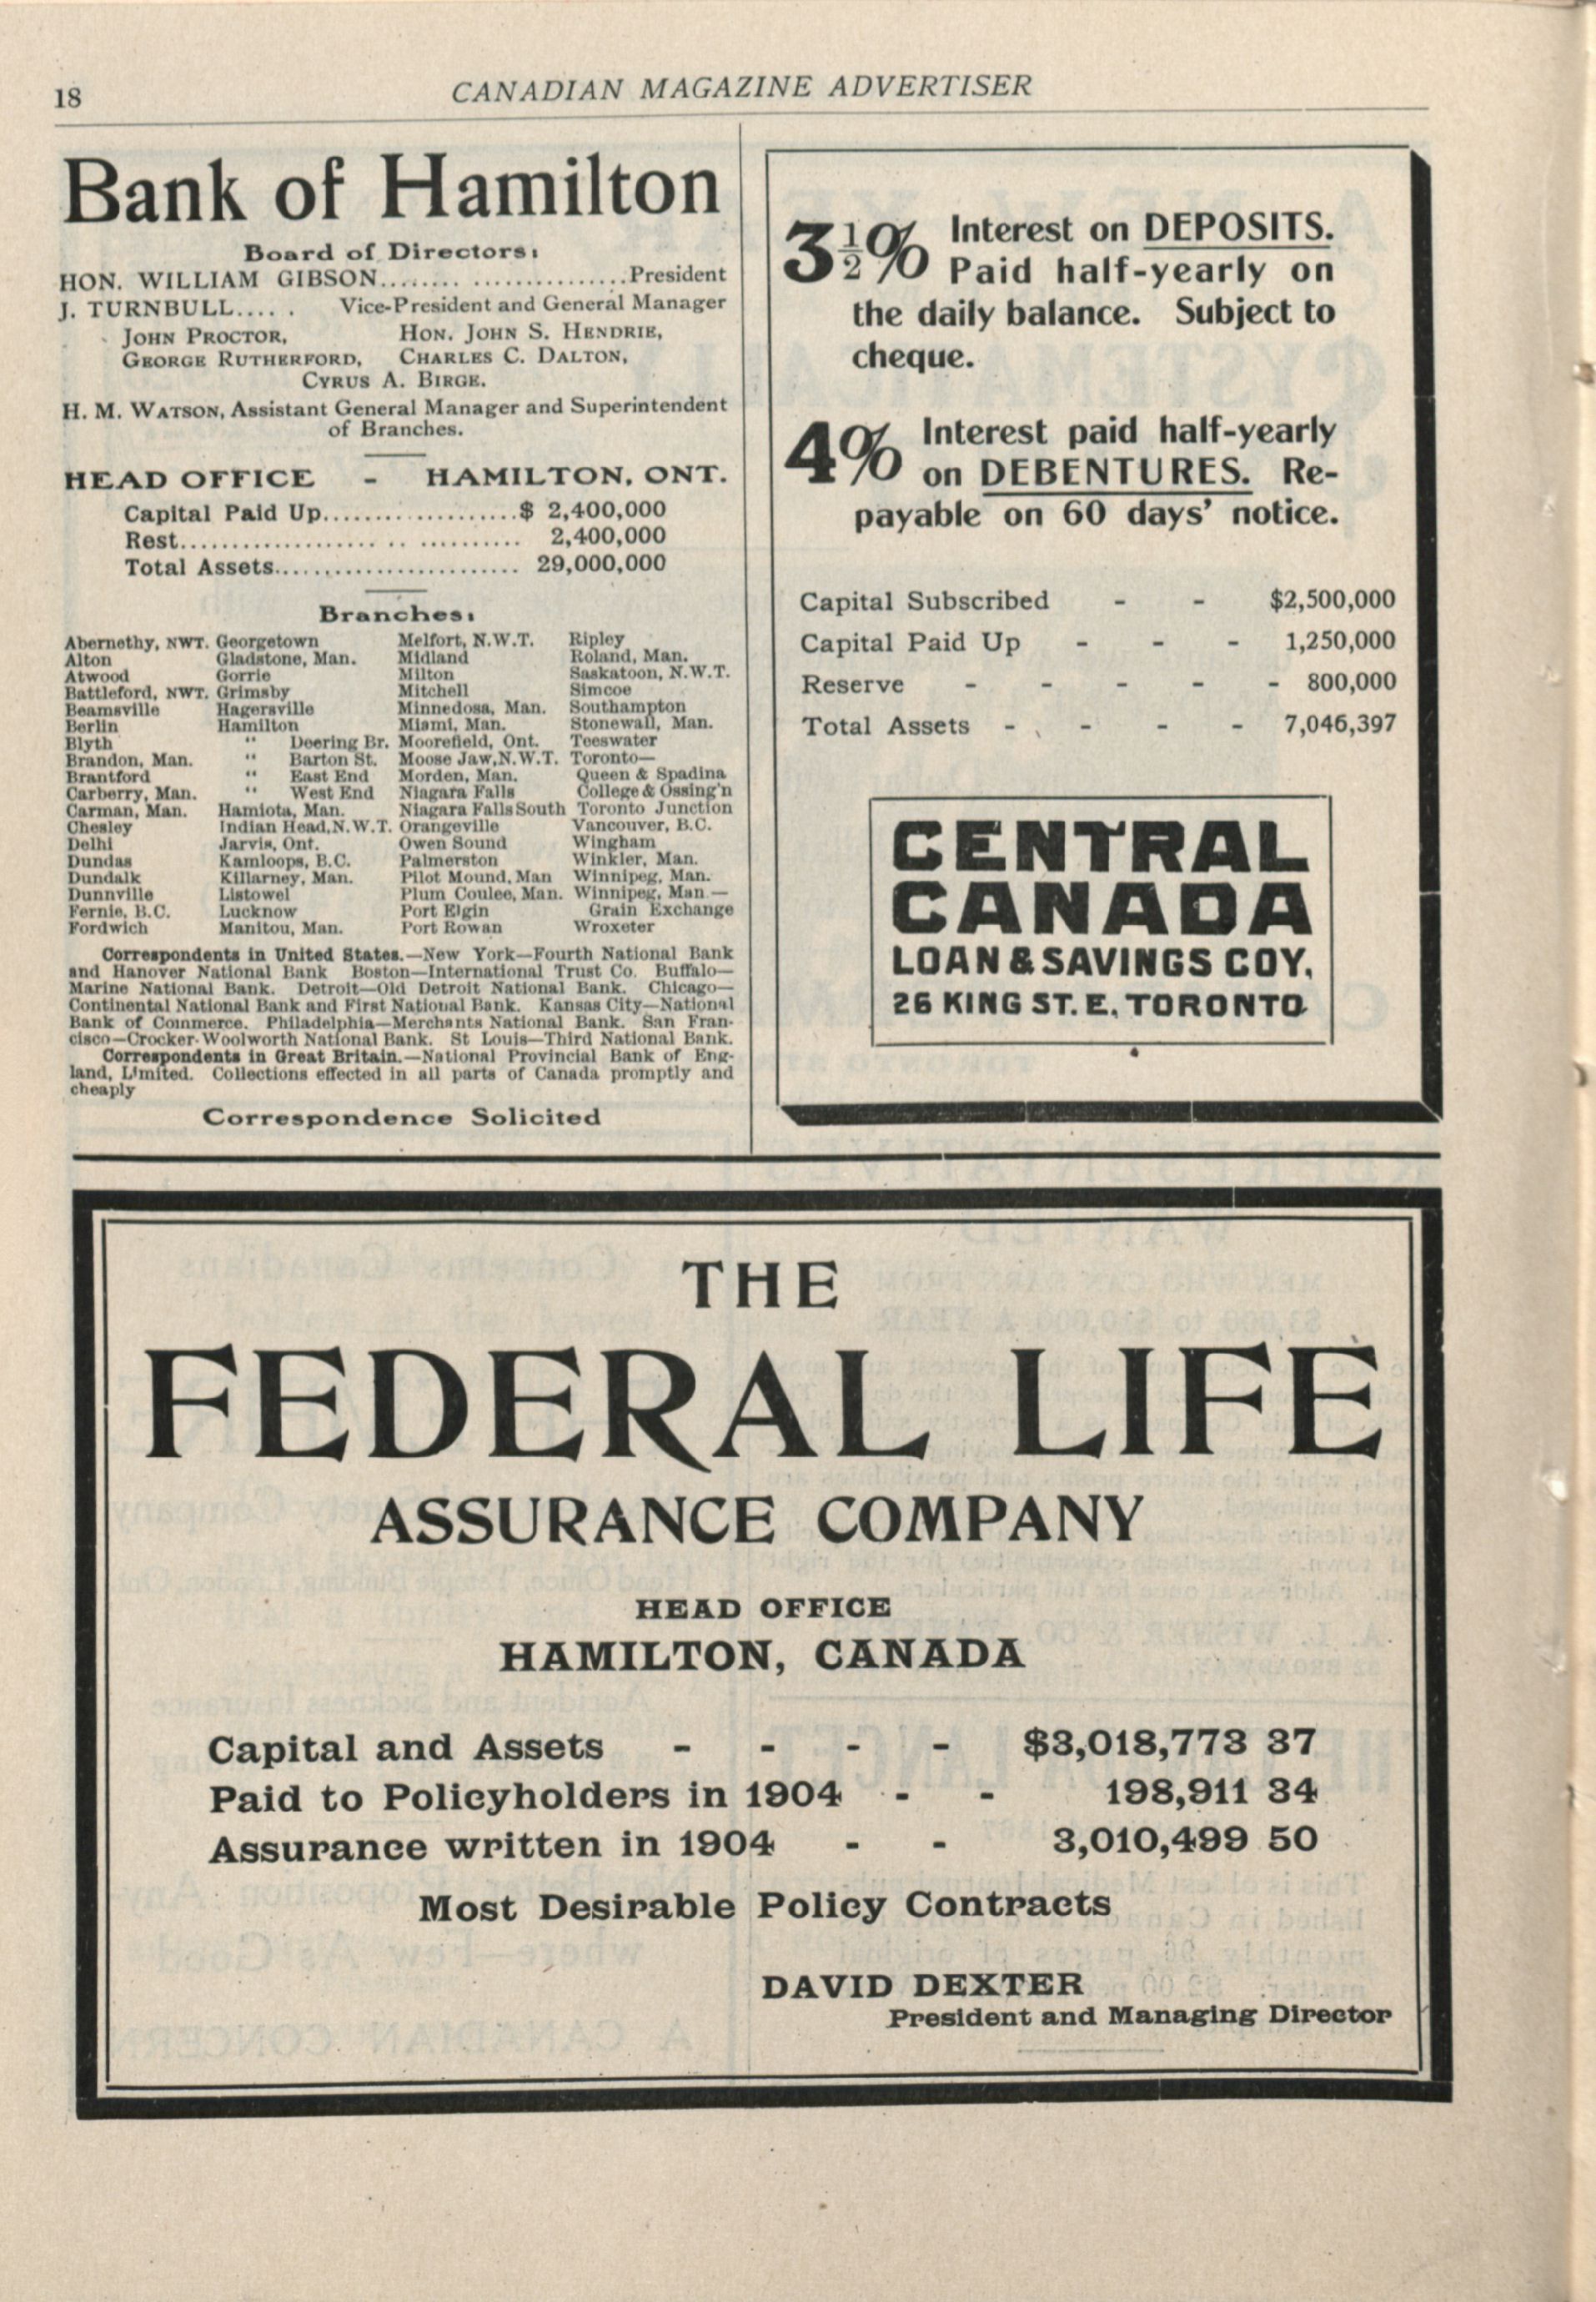 18
CANADIAN MAGAZINE ADVERTISER
Bank of Hamilton
Board of Directors:
HON. WILLIAM GIBSON........ ...............President
J. TURNBULL.... . Vice-President and General Manager
JOHN PROCTOR, HON. JOHN S. HENDRIE,
GEORGE RUTHERFORD, CHARLES C. DALTON,
CYRUS A. BIRGE.
H. M. WATSON, Assistant General Manager and Superintendent
of Branches.
HEAD OFFICE - HAMILTON, ONT.
Capital Paid Up....................$ 2,400,000
Rest................... .. .......... 2,400,000
Total Assets......................... 29,000,000
Branches:
Abernethy, NWT. Georgetown Melfort, N.W.T. Ripley
Alton Gladstone, Man. Midland Roland, Man.
Atwood Gorrie Milton Saskatoon, N.W.T.
Battleford, NWT. Grimsby Mitchell Simcoe
Beamsville Hagersville Minnedosa, Man. Southampton
Berlin Hamilton Miami, Man. Stonewall, Man.
Blyth " Deering Br. Moorefield, Ont. Teeswater
Brandon, Man. " Barton St. Moose Jaw, N.W.T. Toronto—
Brantford " East End Morden, Man. Queen & Spadina
Carberry, Man. " West End Niagara Falls College & Ossing'n
Carman, Man. Hamiota, Man. Niagara Falls South Toronto Junction
Chesley Indian Head, N.W.T. Orangeville Vancouver, B.C.
Delhi Jarvis, Ont. Owen Sound Wingham
Dundas Kamloops, B.C. Palmerston Winkler, Man.
Dundalk Killarney, Man. Pilot Mound, Man Winnipeg, Man.
Dunnville Listowel Plum Coulee, Man. Winnipeg, Man.—
Fernie, B.C. Lucknow Port Elgin Grain Exchange
Fordwich Manitou, Man. Port Rowan Wroxeter
Correspondents in United States.—New York—Fourth National Bank
and Hanover National Bank Boston—International Trust Co. Buffalo—
Marine National Bank. Detroit—Old Detroit National Bank. Chicago—
Continental National Bank and First National Bank. Kansas City—National
Bank of Commerce. Philadelphia—Merchants National Bank. San Fran-
cisco—Crocker-Woolworth National Bank. St Louis—Third National Bank.
Correspondents in Great Britain.—National Provincial Bank of Eng-
land, Limited. Collections effected in all parts of Canada promptly and
cheaply
Correspondence Solicited
3½% Interest on DEPOSITS.
Paid half-yearly on
the daily balance. Subject to
cheque.
4% Interest paid half-yearly
on DEBENTURES. Re-
payable on 60 days' notice.
Capital Subscribed - - $2,500,000
Capital Paid Up - - - 1,250,000
Reserve - - - - - 800,000
Total Assets - - - - 7,046,397
CENTRAL
CANADA
LOAN & SAVINGS COY,
26 KING ST. E, TORONTO
THE
FEDERAL LIFE
ASSURANCE COMPANY
HEAD OFFICE
HAMILTON, CANADA
Capital and Assets - - - - $3,018,773 37
Paid to Policyholders in 1904 - - 198,911 34
Assurance written in 1904 - - 3,010,499 50
Most Desirable Policy Contracts
DAVID DEXTER
President and Managing Director